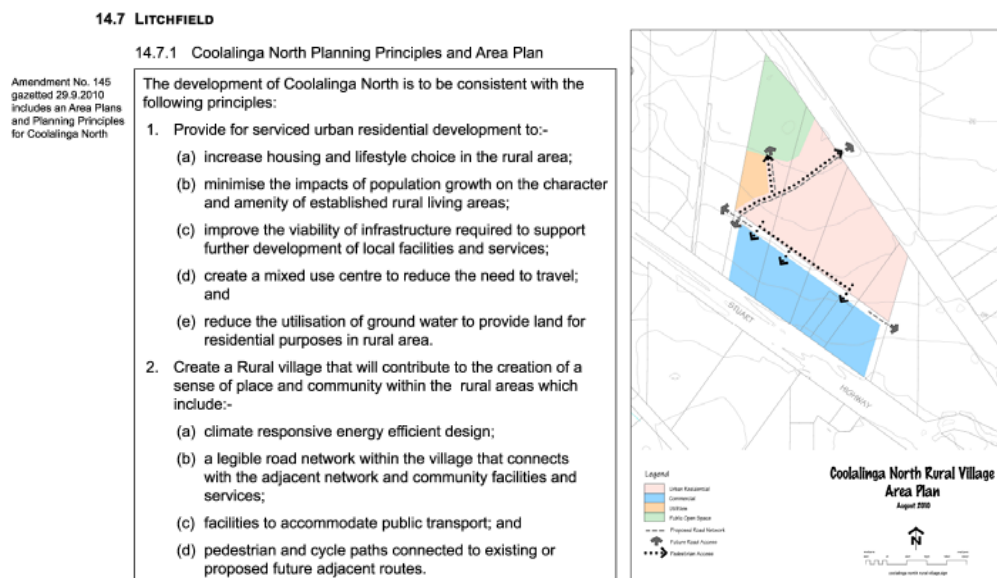 14.7 LITCHFIELD
14.7.1 Coolalinga North Planning Principles and Area Plan
Amendment No. 145
gazetted 29.9.2010
includes an Area Plans
and Planning Principles
for Coolalinga North
The development of Coolalinga North is to be consistent with the
following principles:
1. Provide for serviced urban residential development to:-
(a) increase housing and lifestyle choice in the rural area;
(b) minimise the impacts of population growth on the character
and amenity of established rural living areas;
(c) improve the viability of infrastructure required to support
further development of local facilities and services;
(d) create a mixed use centre to reduce the need to travel;
and
(e) reduce the utilisation of ground water to provide land for
residential purposes in rural area.
2. Create a Rural village that will contribute to the creation of a
sense of place and community within the rural areas which
include:-
(a) climate responsive energy efficient design;
(b) a legible road network within the village that connects
with the adjacent network and community facilities and
services;
(c) facilities to accommodate public transport; and
(d) pedestrian and cycle paths connected to existing or
proposed future adjacent routes.
STUART
HIGHWAY
Legend
Urban Residential
Commercial
Utilities
Public Open Space
Proposed Road Network
Future Road Access
Pedestrian Access
Coolalinga North Rural Village
Area Plan
August 2010
N